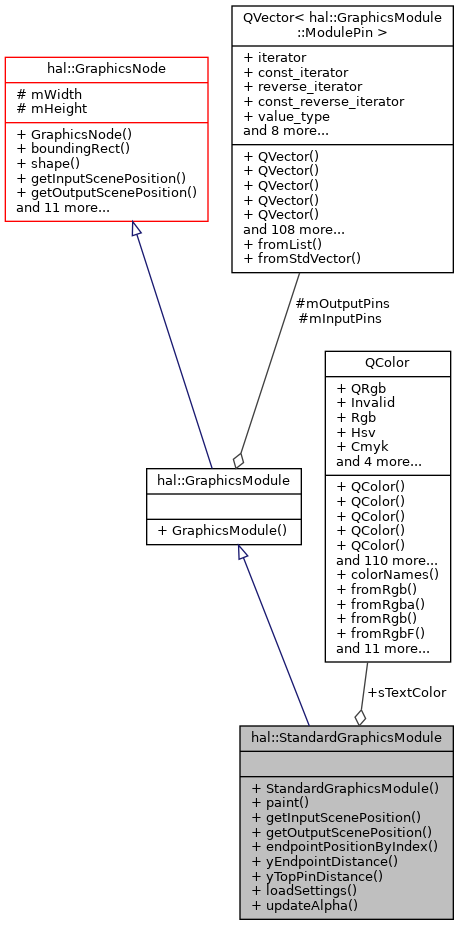 QVector< hal::GraphicsModule
::ModulePin >
+ iterator
+ const_iterator
+ reverse_iterator
+ const_reverse_iterator
+ value_type
and 8 more...
+ QVector()
+ QVector()
+ QVector()
+ QVector()
+ QVector()
and 108 more...
+ fromList()
+ fromStdVector()
hal::GraphicsNode
# mWidth
# mHeight
+ GraphicsNode()
+ boundingRect()
+ shape()
+ getInputScenePosition()
+ getOutputScenePosition()
and 11 more...
#mOutputPins
#mInputPins
QColor
+ QRgb
+ Invalid
+ Rgb
+ Hsv
+ Cmyk
and 4 more...
+ QColor()
+ QColor()
+ QColor()
+ QColor()
+ QColor()
and 110 more...
+ colorNames()
+ fromRgb()
+ fromRgba()
+ fromRgb()
+ fromRgbF()
and 11 more...
hal::GraphicsModule
+ GraphicsModule()
+sTextColor
hal::StandardGraphicsModule
+ StandardGraphicsModule()
+ paint()
+ getInputScenePosition()
+ getOutputScenePosition()
+ endpointPositionByIndex()
+ yEndpointDistance()
+ yTopPinDistance()
+ loadSettings()
+ updateAlpha()